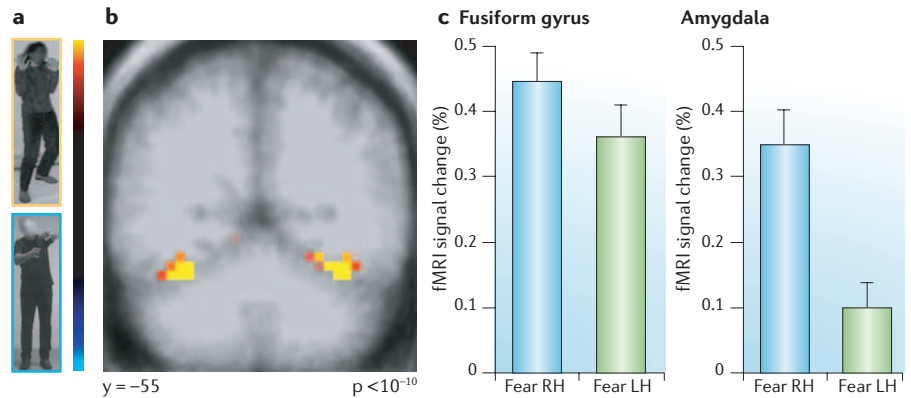 a
b
y = –55
p <10⁻¹⁰
c Fusiform gyrus
fMRI signal change (%)
0.5
0.4
0.3
0.2
0.1
0
Fear RH
Fear LH
Amygdala
fMRI signal change (%)
0.5
0.4
0.3
0.2
0.1
0
Fear RH
Fear LH